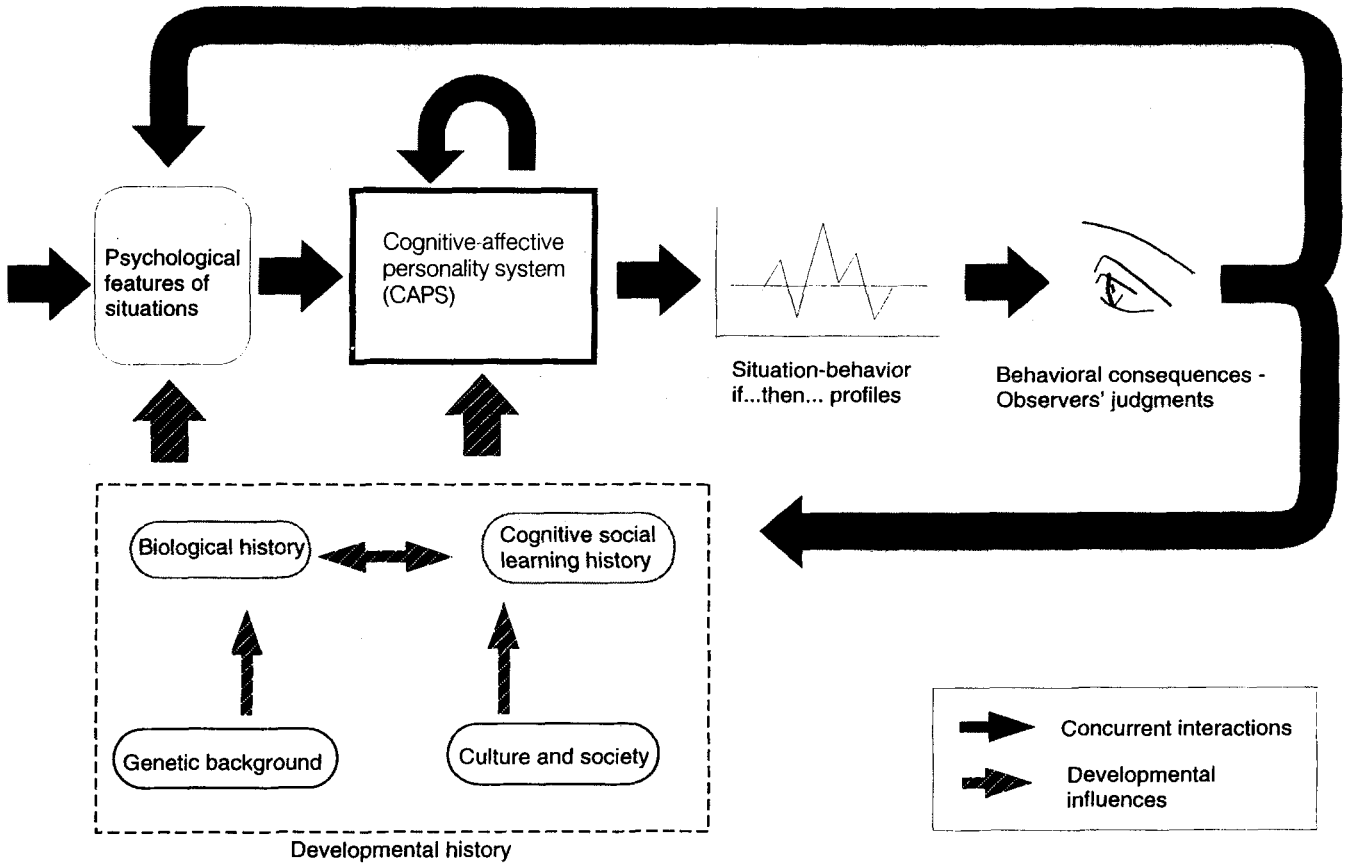 Psychological
features of
situations
Cognitive-affective
personality system
(CAPS)
Situation-behavior
if...then... profiles
Behavioral consequences -
Observers' judgments
Biological history
Cognitive social
learning history
Genetic background
Culture and society
Developmental history
Concurrent interactions
Developmental
influences